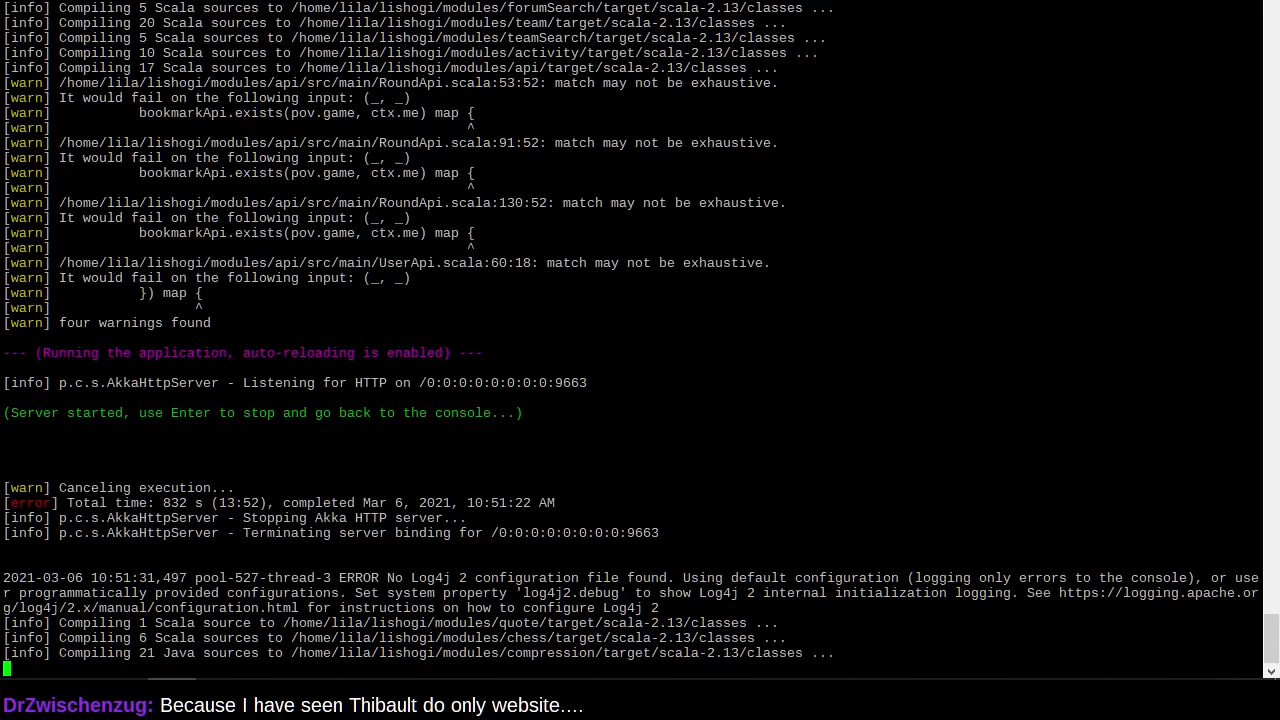 [info] Compiling 5 Scala sources to /home/lila/lishogi/modules/forumSearch/target/scala-2.13/classes ...
[info] Compiling 20 Scala sources to /home/lila/lishogi/modules/team/target/scala-2.13/classes ...
[info] Compiling 5 Scala sources to /home/lila/lishogi/modules/teamSearch/target/scala-2.13/classes ...
[info] Compiling 10 Scala sources to /home/lila/lishogi/modules/activity/target/scala-2.13/classes ...
[info] Compiling 17 Scala sources to /home/lila/lishogi/modules/api/target/scala-2.13/classes ...
[warn] /home/lila/lishogi/modules/api/src/main/RoundApi.scala:53:52: match may not be exhaustive.
[warn] It would fail on the following input: (_, _)
[warn]           bookmarkApi.exists(pov.game, ctx.me) map {
[warn]                                                    ^
[warn] /home/lila/lishogi/modules/api/src/main/RoundApi.scala:91:52: match may not be exhaustive.
[warn] It would fail on the following input: (_, _)
[warn]           bookmarkApi.exists(pov.game, ctx.me) map {
[warn]                                                    ^
[warn] /home/lila/lishogi/modules/api/src/main/RoundApi.scala:130:52: match may not be exhaustive.
[warn] It would fail on the following input: (_, _)
[warn]           bookmarkApi.exists(pov.game, ctx.me) map {
[warn]                                                    ^
[warn] /home/lila/lishogi/modules/api/src/main/UserApi.scala:60:18: match may not be exhaustive.
[warn] It would fail on the following input: (_, _)
[warn]           }) map {
[warn]                  ^
[warn] four warnings found
--- (Running the application, auto-reloading is enabled) ---
[info] p.c.s.AkkaHttpServer - Listening for HTTP on /0:0:0:0:0:0:0:0:9663
(Server started, use Enter to stop and go back to the console...)
[warn] Canceling execution...
[error] Total time: 832 s (13:52), completed Mar 6, 2021, 10:51:22 AM
[info] p.c.s.AkkaHttpServer - Stopping Akka HTTP server...
[info] p.c.s.AkkaHttpServer - Terminating server binding for /0:0:0:0:0:0:0:0:9663
2021-03-06 10:51:31,497 pool-527-thread-3 ERROR No Log4j 2 configuration file found. Using default configuration (logging only errors to the console), or use
r programmatically provided configurations. Set system property 'log4j2.debug' to show Log4j 2 internal initialization logging. See https://logging.apache.or
g/log4j/2.x/manual/configuration.html for instructions on how to configure Log4j 2
[info] Compiling 1 Scala source to /home/lila/lishogi/modules/quote/target/scala-2.13/classes ...
[info] Compiling 6 Scala sources to /home/lila/lishogi/modules/chess/target/scala-2.13/classes ...
[info] Compiling 21 Java sources to /home/lila/lishogi/modules/compression/target/scala-2.13/classes ...
DrZwischenzug: Because I have seen Thibault do only website....